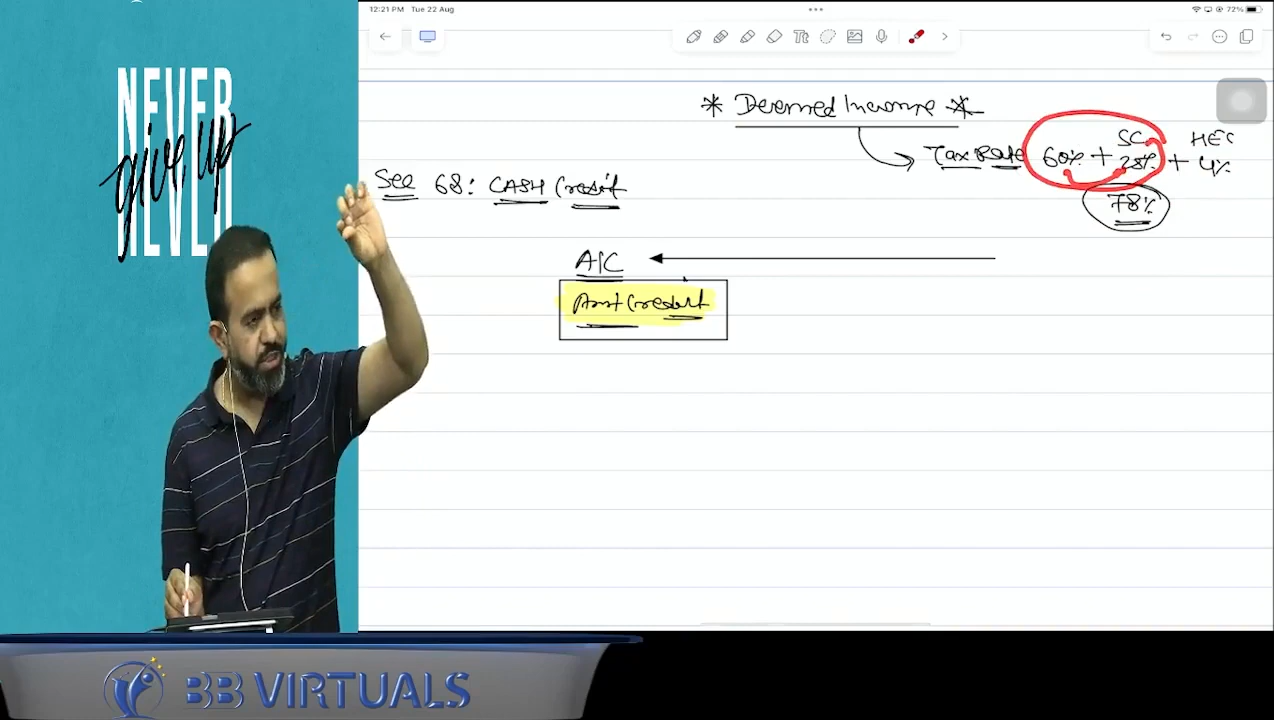 12:21 PM Tue 22 Aug
72%
NEVER
give up
NEVER
* Deemed Income *
SC HEC
Tax Rate 60% + 25% + 4%
78%
Sec 68: CASH Credit
A/C
Amt Credit
BB VIRTUALS